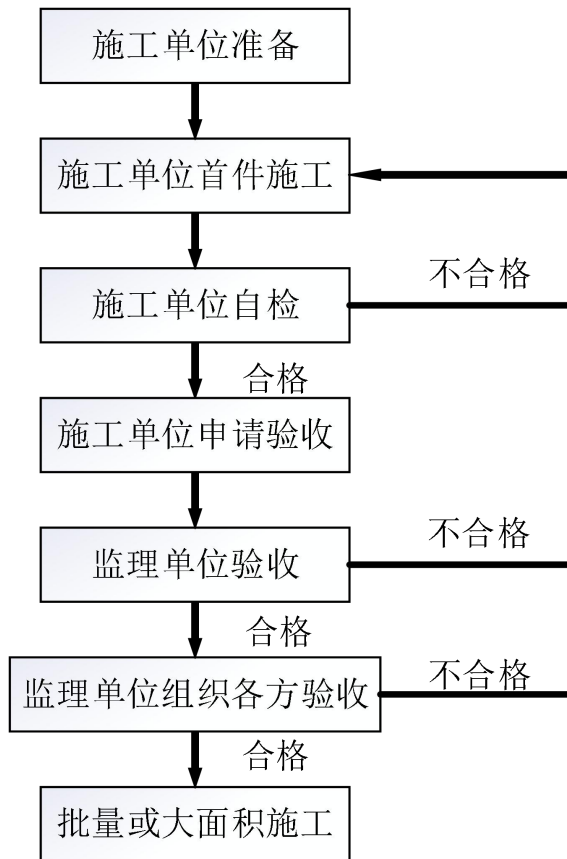 施工单位准备
施工单位首件施工
施工单位自检
不合格
合格
施工单位申请验收
监理单位验收
不合格
合格
监理单位组织各方验收
不合格
合格
批量或大面积施工